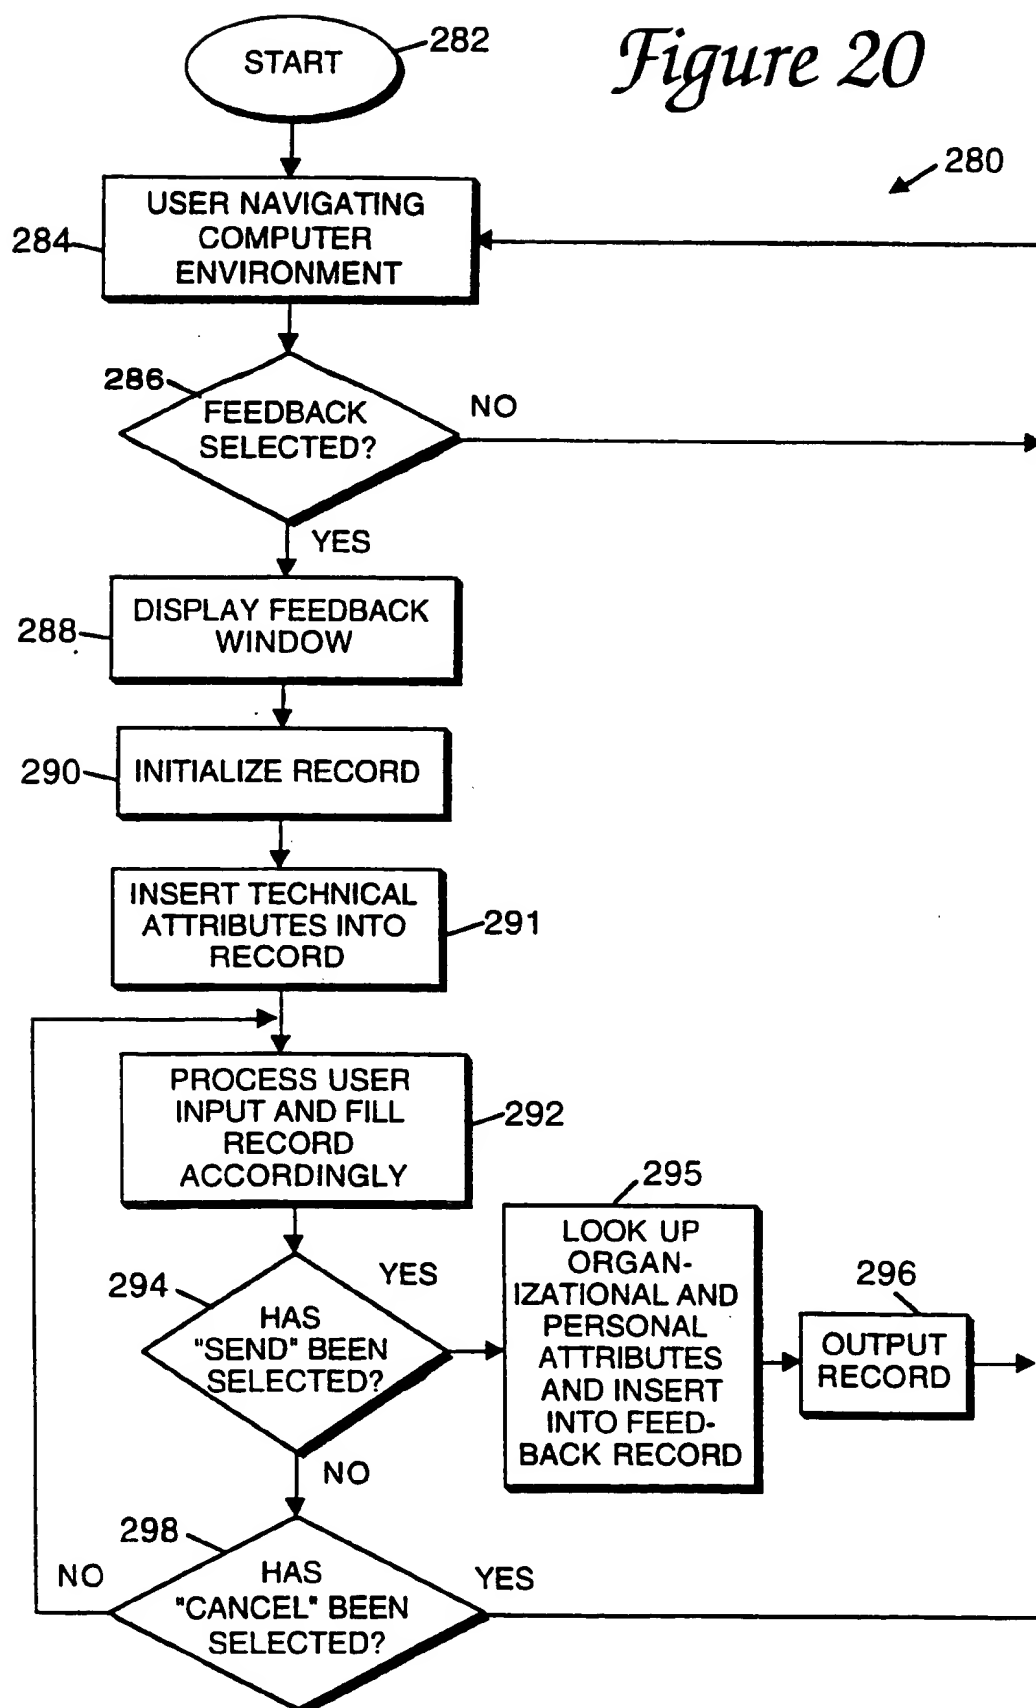 START
282
Figure 20
280
USER NAVIGATING
COMPUTER
ENVIRONMENT
284
286
FEEDBACK
SELECTED?
NO
YES
DISPLAY FEEDBACK
WINDOW
288
290
INITIALIZE RECORD
INSERT TECHNICAL
ATTRIBUTES INTO
RECORD
291
PROCESS USER
INPUT AND FILL
RECORD
ACCORDINGLY
292
294
HAS
"SEND" BEEN
SELECTED?
YES
NO
295
LOOK UP
ORGAN-
IZATIONAL AND
PERSONAL
ATTRIBUTES
AND INSERT
INTO FEED-
BACK RECORD
296
OUTPUT
RECORD
298
NO
HAS
"CANCEL" BEEN
SELECTED?
YES